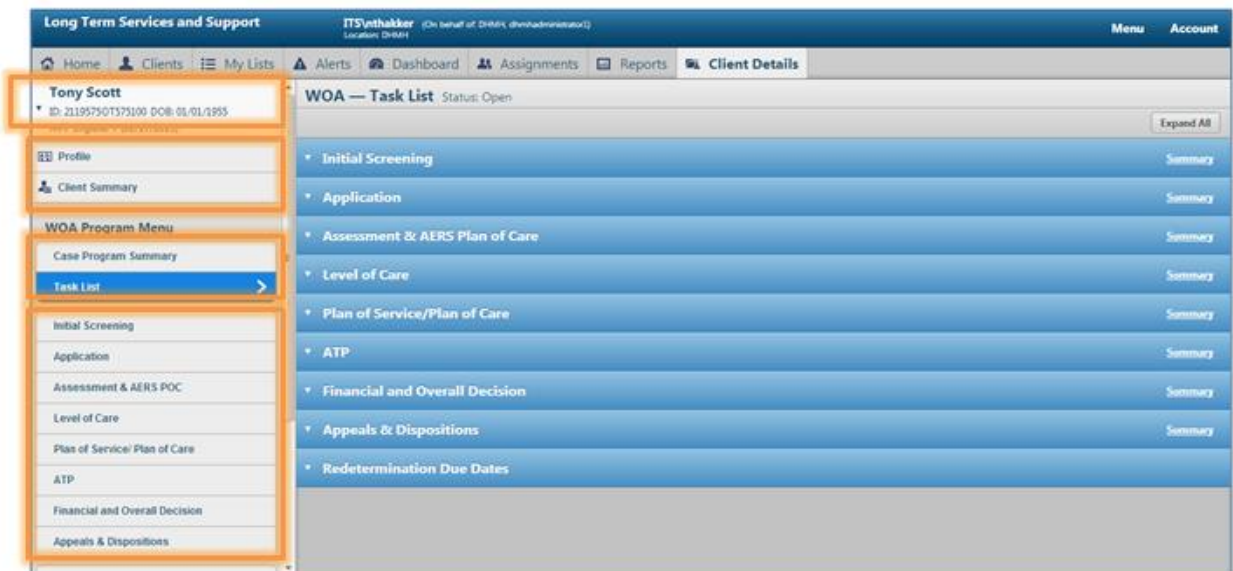 Long Term Services and Support
ITS\nthakker (On behalf of: DHMH, dhmhadministrator1)
Location: DHMH
Menu Account
Home Clients My Lists Alerts Dashboard Assignments Reports Client Details
Tony Scott
DOB: 01/01/1955
WOA — Task List Status: Open
Expand All
Profile
Client Summary
WOA Program Menu
Case Program Summary
Task List
Initial Screening
Application
Assessment & AERS POC
Level of Care
Plan of Service/ Plan of Care
ATP
Financial and Overall Decision
Appeals & Dispositions
Initial Screening Summary
Application Summary
Assessment & AERS Plan of Care Summary
Level of Care Summary
Plan of Service/Plan of Care Summary
ATP Summary
Financial and Overall Decision Summary
Appeals & Dispositions Summary
Redetermination Due Dates